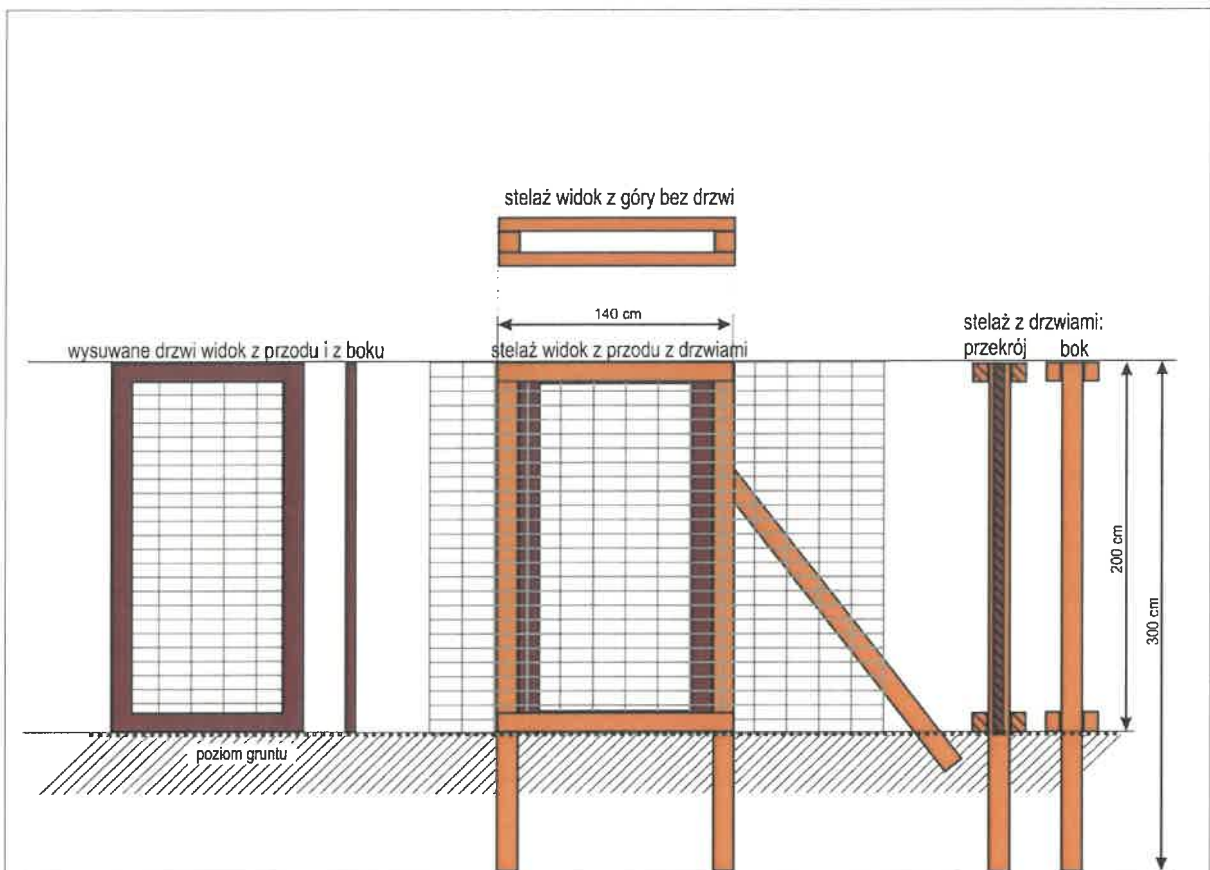 stelaż widok z góry bez drzwi
140 cm
wysuwane drzwi widok z przodu i z boku
stelaż widok z przodu z drzwiami
stelaż z drzwiami:
przekrój
bok
200 cm
300 cm
poziom gruntu